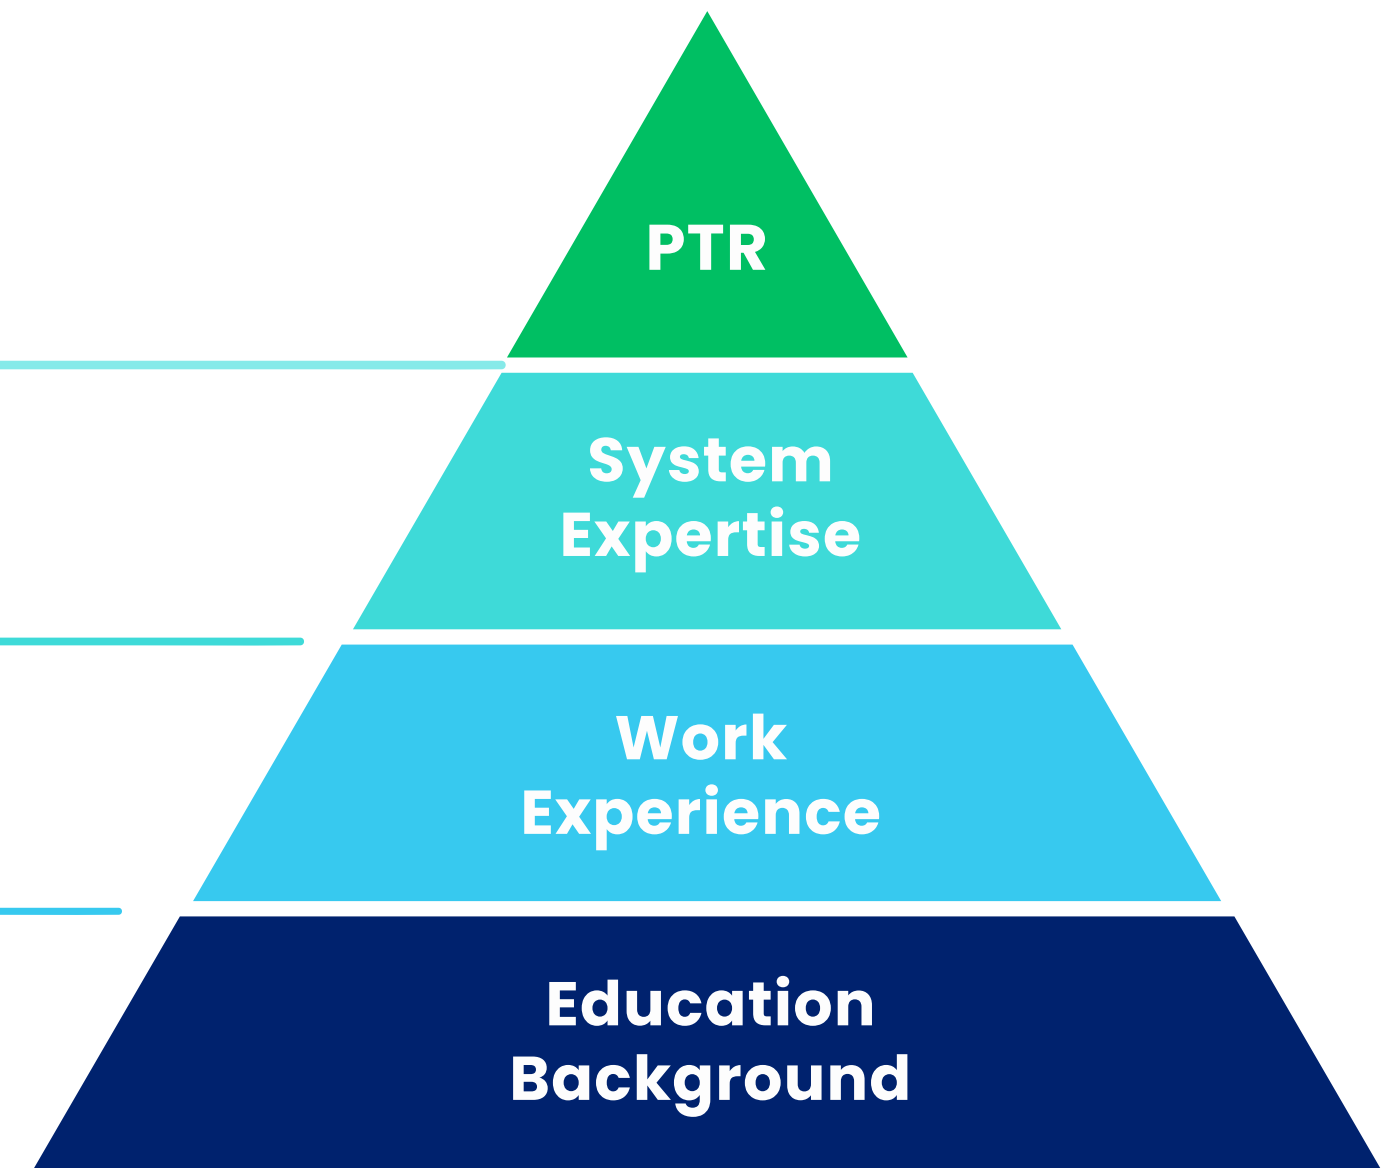 PTR
System
Expertise
Work
Experience
Education
Background